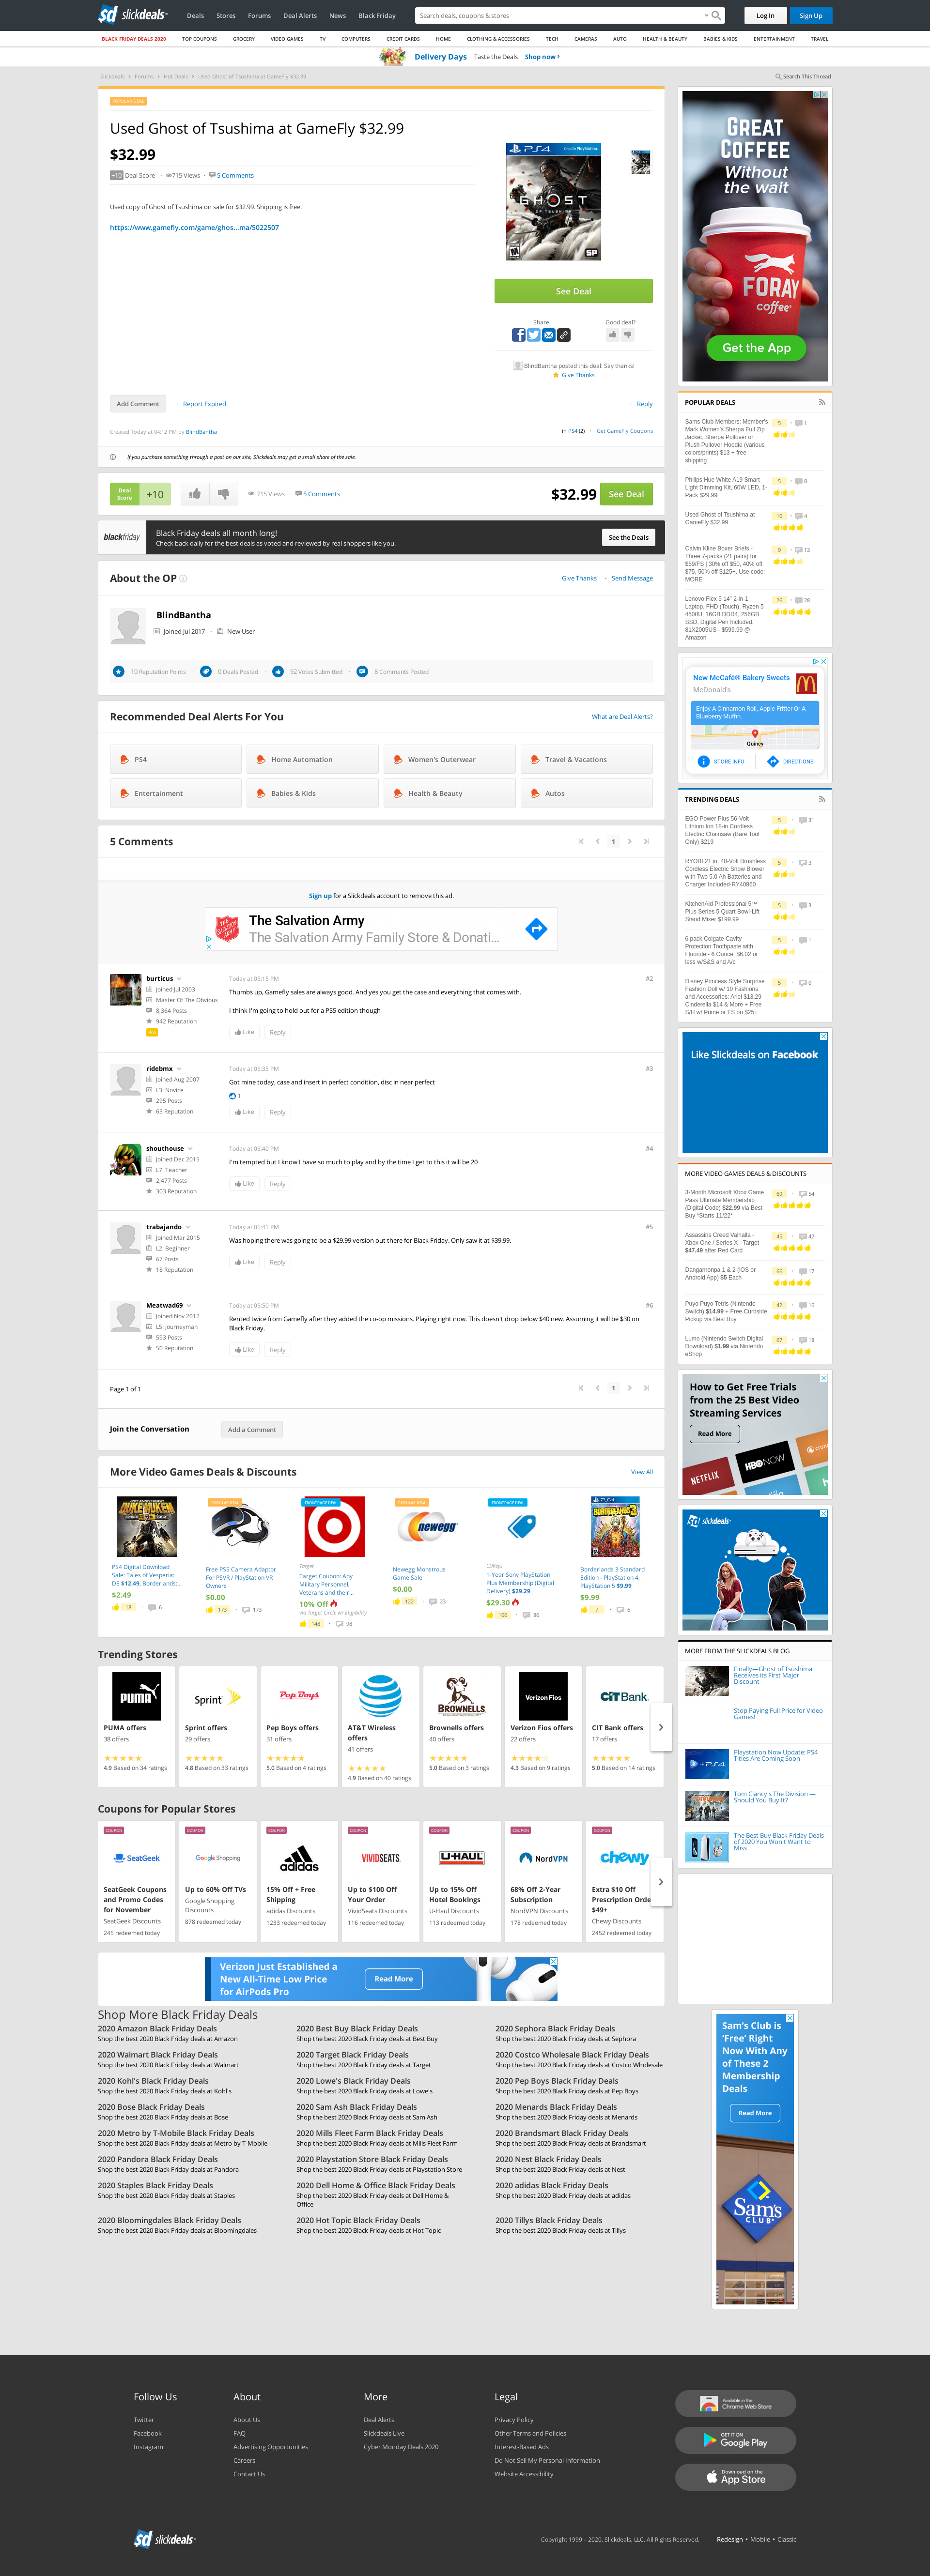 slickdeals
Deals Stores Forums Deal Alerts News Black Friday
Search deals, coupons & stores
Log In
Sign Up
BLACK FRIDAY DEALS 2020 TOP COUPONS GROCERY VIDEO GAMES TV COMPUTERS CREDIT CARDS HOME CLOTHING & ACCESSORIES TECH CAMERAS AUTO HEALTH & BEAUTY BABIES & KIDS ENTERTAINMENT TRAVEL
Delivery Days Taste the Deals Shop now ›
Slickdeals › Forums › Hot Deals › Used Ghost of Tsushima at GameFly $32.99
Search This Thread
POPULAR DEAL
Used Ghost of Tsushima at GameFly $32.99
$32.99
+10 Deal Score 715 Views 5 Comments
Used copy of Ghost of Tsushima on sale for $32.99. Shipping is free.
https://www.gamefly.com/game/ghos...ma/5022507
PS4
GHOST
OF TSUSHIMA
See Deal
Share
Good deal?
BlindBantha posted this deal. Say thanks!
Give Thanks
Add Comment
Report Expired
Reply
Created Today at 04:12 PM by BlindBantha
in PS4 (2) • Get GameFly Coupons
If you purchase something through a post on our site, Slickdeals may get a small share of the sale.
Deal Score +10
715 Views 5 Comments
$32.99 See Deal
blackfriday
Black Friday deals all month long!
Check back daily for the best deals as voted and reviewed by real shoppers like you.
See the Deals
About the OP
Give Thanks • Send Message
BlindBantha
Joined Jul 2017 New User
10 Reputation Points 0 Deals Posted 92 Votes Submitted 8 Comments Posted
Recommended Deal Alerts For You
What are Deal Alerts?
PS4
Home Automation
Women's Outerwear
Travel & Vacations
Entertainment
Babies & Kids
Health & Beauty
Autos
5 Comments
1
Sign up for a Slickdeals account to remove this ad.
The Salvation Army
The Salvation Army Family Store & Donati...
burticus
Joined Jul 2003
Master Of The Obvious
8,364 Posts
942 Reputation
Pro
Today at 05:15 PM
#2
Thumbs up, Gamefly sales are always good. And yes you get the case and everything that comes with.
I think I'm going to hold out for a PS5 edition though
Like Reply
ridebmx
Joined Aug 2007
L3: Novice
295 Posts
63 Reputation
Today at 05:35 PM
#3
Got mine today, case and insert in perfect condition, disc in near perfect
1
Like Reply
shouthouse
Joined Dec 2015
L7: Teacher
2,477 Posts
303 Reputation
Today at 05:40 PM
#4
I'm tempted but I know I have so much to play and by the time I get to this it will be 20
Like Reply
trabajando
Joined Mar 2015
L2: Beginner
67 Posts
18 Reputation
Today at 05:41 PM
#5
Was hoping there was going to be a $29.99 version out there for Black Friday. Only saw it at $39.99.
Like Reply
Meatwad69
Joined Nov 2012
L5: Journeyman
593 Posts
50 Reputation
Today at 05:50 PM
#6
Rented twice from Gamefly after they added the co-op missions. Playing right now. This doesn't drop below $40 new. Assuming it will be $30 on
Black Friday.
Like Reply
Page 1 of 1
1
Join the Conversation
Add a Comment
More Video Games Deals & Discounts
View All
PS4 Digital Download
Sale: Tales of Vesperia:
DE $12.49, Borderlands:...
$2.49
18 6
POPULAR DEAL
Free PS5 Camera Adaptor
For PSVR / PlayStation VR
Owners
$0.00
173 173
FRONTPAGE DEAL
Target
Target Coupon: Any
Military Personnel,
Veterans and their...
10% Off
via Target Circle w/ Eligibility
148 98
POPULAR DEAL
newegg
Newegg Monstrous
Game Sale
$0.00
122 23
FRONTPAGE DEAL
CDKeys
1-Year Sony PlayStation
Plus Membership (Digital
Delivery) $29.29
$29.30
106 86
Borderlands 3 Standard
Edition - PlayStation 4,
PlayStation 5 $9.99
$9.99
7 6
Trending Stores
PUMA
PUMA offers
38 offers
4.9 Based on 34 ratings
Sprint
Sprint offers
29 offers
4.8 Based on 33 ratings
Pep Boys
Pep Boys offers
31 offers
5.0 Based on 4 ratings
AT&T Wireless
offers
41 offers
4.9 Based on 40 ratings
BROWNELLS
Brownells offers
40 offers
5.0 Based on 3 ratings
Verizon Fios
Verizon Fios offers
22 offers
4.3 Based on 9 ratings
CIT Bank
CIT Bank offers
17 offers
5.0 Based on 14 ratings
Coupons for Popular Stores
COUPON
SeatGeek
SeatGeek Coupons
and Promo Codes
for November
SeatGeek Discounts
245 redeemed today
COUPON
Google Shopping
Up to 60% Off TVs
Google Shopping
Discounts
878 redeemed today
COUPON
adidas
15% Off + Free
Shipping
adidas Discounts
1233 redeemed today
COUPON
VIVIDSEATS
Up to $100 Off
Your Order
VividSeats Discounts
116 redeemed today
COUPON
U-HAUL
Up to 15% Off
Hotel Bookings
U-Haul Discounts
113 redeemed today
COUPON
NordVPN
68% Off 2-Year
Subscription
NordVPN Discounts
178 redeemed today
COUPON
chewy
Extra $10 Off
Prescription Orde
$49+
Chewy Discounts
2452 redeemed today
Verizon Just Established a
New All-Time Low Price
for AirPods Pro
Read More
Shop More Black Friday Deals
2020 Amazon Black Friday Deals
Shop the best 2020 Black Friday deals at Amazon
2020 Best Buy Black Friday Deals
Shop the best 2020 Black Friday deals at Best Buy
2020 Sephora Black Friday Deals
Shop the best 2020 Black Friday deals at Sephora
2020 Walmart Black Friday Deals
Shop the best 2020 Black Friday deals at Walmart
2020 Target Black Friday Deals
Shop the best 2020 Black Friday deals at Target
2020 Costco Wholesale Black Friday Deals
Shop the best 2020 Black Friday deals at Costco Wholesale
2020 Kohl's Black Friday Deals
Shop the best 2020 Black Friday deals at Kohl's
2020 Lowe's Black Friday Deals
Shop the best 2020 Black Friday deals at Lowe's
2020 Pep Boys Black Friday Deals
Shop the best 2020 Black Friday deals at Pep Boys
2020 Bose Black Friday Deals
Shop the best 2020 Black Friday deals at Bose
2020 Sam Ash Black Friday Deals
Shop the best 2020 Black Friday deals at Sam Ash
2020 Menards Black Friday Deals
Shop the best 2020 Black Friday deals at Menards
2020 Metro by T-Mobile Black Friday Deals
Shop the best 2020 Black Friday deals at Metro by T-Mobile
2020 Mills Fleet Farm Black Friday Deals
Shop the best 2020 Black Friday deals at Mills Fleet Farm
2020 Brandsmart Black Friday Deals
Shop the best 2020 Black Friday deals at Brandsmart
2020 Pandora Black Friday Deals
Shop the best 2020 Black Friday deals at Pandora
2020 Playstation Store Black Friday Deals
Shop the best 2020 Black Friday deals at Playstation Store
2020 Nest Black Friday Deals
Shop the best 2020 Black Friday deals at Nest
2020 Staples Black Friday Deals
Shop the best 2020 Black Friday deals at Staples
2020 Dell Home & Office Black Friday Deals
Shop the best 2020 Black Friday deals at Dell Home &
Office
2020 adidas Black Friday Deals
Shop the best 2020 Black Friday deals at adidas
2020 Bloomingdales Black Friday Deals
Shop the best 2020 Black Friday deals at Bloomingdales
2020 Hot Topic Black Friday Deals
Shop the best 2020 Black Friday deals at Hot Topic
2020 Tillys Black Friday Deals
Shop the best 2020 Black Friday deals at Tillys
GREAT
COFFEE
Without
the wait
FORAY
coffee
Get the App
POPULAR DEALS
Sams Club Members: Member's
Mark Women's Sherpa Full Zip
Jacket, Sherpa Pullover or
Plush Pullover Hoodie (various
colors/prints) $13 + free
shipping
5 1
Philips Hue White A19 Smart
Light Dimming Kit, 60W LED, 1-
Pack $29.99
5 8
Used Ghost of Tsushima at
GameFly $32.99
10 4
Calvin Kline Boxer Briefs -
Three 7-packs (21 pairs) for
$69/FS | 30% off $50, 40% off
$75, 50% off $125+. Use code:
MORE
9 13
Lenovo Flex 5 14" 2-in-1
Laptop, FHD (Touch), Ryzen 5
4500U, 16GB DDR4, 256GB
SSD, Digital Pen Included,
81X2005US - $599.99 @
Amazon
26 28
New McCafé® Bakery Sweets
McDonald's
Enjoy A Cinnamon Roll, Apple Fritter Or A
Blueberry Muffin.
Quincy
STORE INFO DIRECTIONS
TRENDING DEALS
EGO Power Plus 56-Volt
Lithium Ion 18-in Cordless
Electric Chainsaw (Bare Tool
Only) $219
5 31
RYOBI 21 in. 40-Volt Brushless
Cordless Electric Snow Blower
with Two 5.0 Ah Batteries and
Charger Included-RY40860
5 3
KitchenAid Professional 5™
Plus Series 5 Quart Bowl-Lift
Stand Mixer $199.99
5 3
6 pack Colgate Cavity
Protection Toothpaste with
Fluoride - 6 Ounce: $6.02 or
less w/S&S and A/c
5 1
Disney Princess Style Surprise
Fashion Doll w/ 10 Fashions
and Accessories: Ariel $13.29
Cinderella $14 & More + Free
S/H w/ Prime or FS on $25+
5 0
Like Slickdeals on Facebook
MORE VIDEO GAMES DEALS & DISCOUNTS
3-Month Microsoft Xbox Game
Pass Ultimate Membership
(Digital Code) $22.99 via Best
Buy *Starts 11/22*
69 54
Assassins Creed Valhalla -
Xbox One / Series X - Target -
$47.49 after Red Card
45 42
Danganronpa 1 & 2 (iOS or
Android App) $5 Each
66 17
Puyo Puyo Tetris (Nintendo
Switch) $14.99 + Free Curbside
Pickup via Best Buy
42 16
Lumo (Nintendo Switch Digital
Download) $1.99 via Nintendo
eShop
67 18
How to Get Free Trials
from the 25 Best Video
Streaming Services
Read More
NETFLIX
HBO NOW
slickdeals
MORE FROM THE SLICKDEALS BLOG
Finally—Ghost of Tsushima
Receives its First Major
Discount
Stop Paying Full Price for Video
Games!
Playstation Now Update: PS4
Titles Are Coming Soon
Tom Clancy's The Division —
Should You Buy It?
The Best Buy Black Friday Deals
of 2020 You Won't Want to
Miss
Sam's Club is
'Free' Right
Now With Any
of These 2
Membership
Deals
Read More
Sam's
CLUB
Follow Us
Twitter
Facebook
Instagram
About
About Us
FAQ
Advertising Opportunities
Careers
Contact Us
More
Deal Alerts
Slickdeals Live
Cyber Monday Deals 2020
Legal
Privacy Policy
Other Terms and Policies
Interest-Based Ads
Do Not Sell My Personal Information
Website Accessibility
Available in the
Chrome Web Store
GET IT ON
Google Play
Download on the
App Store
slickdeals
Copyright 1999 – 2020. Slickdeals, LLC. All Rights Reserved.
Redesign • Mobile • Classic